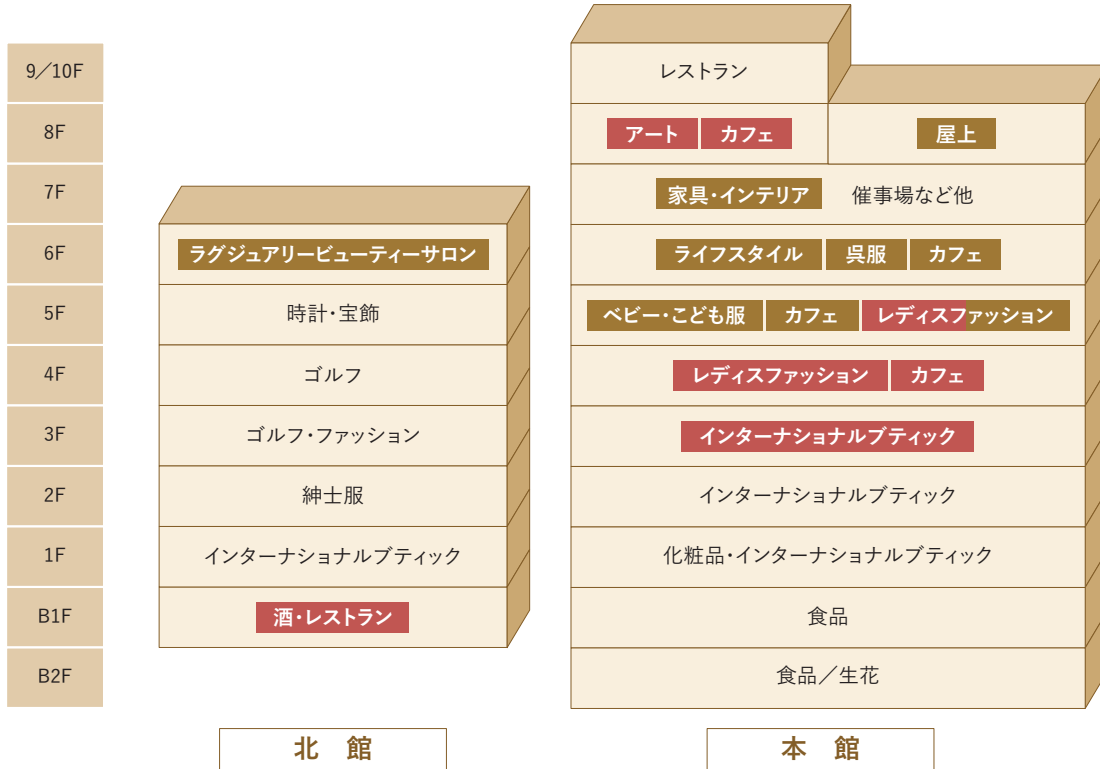 9／10F
レストラン
8F
アート
カフェ
屋上
7F
家具・インテリア
催事場など他
6F
ラグジュアリービューティーサロン
ライフスタイル
呉服
カフェ
5F
時計・宝飾
ベビー・こども服
カフェ
レディスファッション
4F
ゴルフ
レディスファッション
カフェ
3F
ゴルフ・ファッション
インターナショナルブティック
2F
紳士服
インターナショナルブティック
1F
インターナショナルブティック
化粧品・インターナショナルブティック
B1F
酒・レストラン
食品
B2F
食品／生花
北 館
本 館